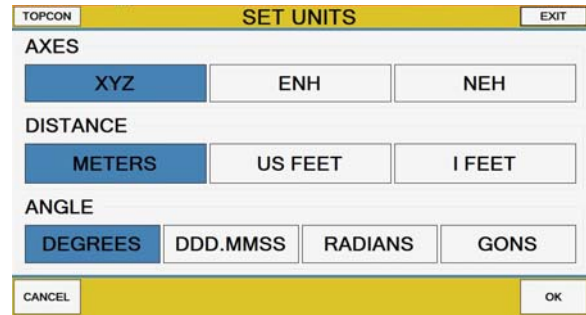 TOPCON SET UNITS EXIT
AXES
XYZ ENH NEH
DISTANCE
METERS US FEET I FEET
ANGLE
DEGREES DDD.MMSS RADIANS GONS
CANCEL OK